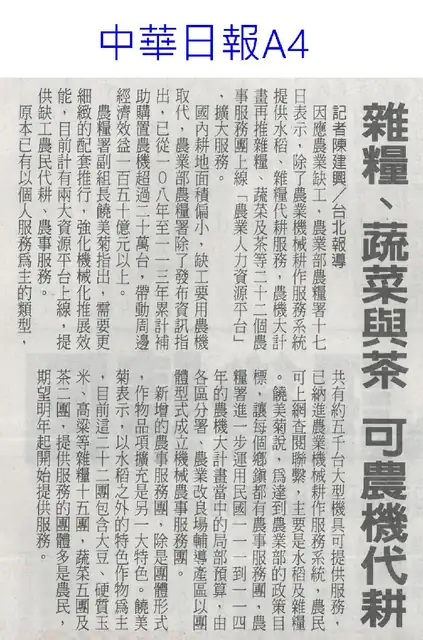 中華日報A4
雜糧、蔬菜與茶 可農機代耕
記者陳建興／台北報導
因應農業缺工，農業部農糧署十七
日表示，除了農業機械耕作服務系統
提供水稻、雜糧代耕服務，農機大計
畫再推雜糧、蔬菜及茶等二十二個農
事服務團上線「農業人力資源平台」
，擴大服務。
國內耕地面積偏小，缺工要用農機
取代，農業部農糧署除了發布資訊指
出，已從一０八年至一一三年累計補
助購置農機超過二十萬台，帶動周邊
經濟效益一百五十億元以上。
農糧署副組長饒美菊指出，需要更
細緻的配套推行，強化機械化推展效
能，目前計有兩大資源平台上線，提
供缺工農民代耕、農事服務。
原本已有以個人服務為主的類型，
共有約五千台大型機具可提供服務，
已納進農業機械耕作服務系統，農民
可上網查閱聯繫，主要是水稻及雜糧
。饒美菊說，為達到農業部的政策目
標，讓每個鄉鎮都有農事服務團，農
糧署進一步運用民國一一一到一一四
年的農機大計畫當中的局部預算，由
各區分署、農業改良場輔導產區以團
體型式成立機械農事服務團。
新增的農事服務團，除是團體形式
，作物品項擴充是另一大特色。饒美
菊表示，以水稻之外的特色作物為主
，目前這二十二團包含大豆、硬質玉
米、高粱等雜糧十五團，蔬菜五團及
茶二團，提供服務的團體多是農民，
期望明年起開始提供服務。